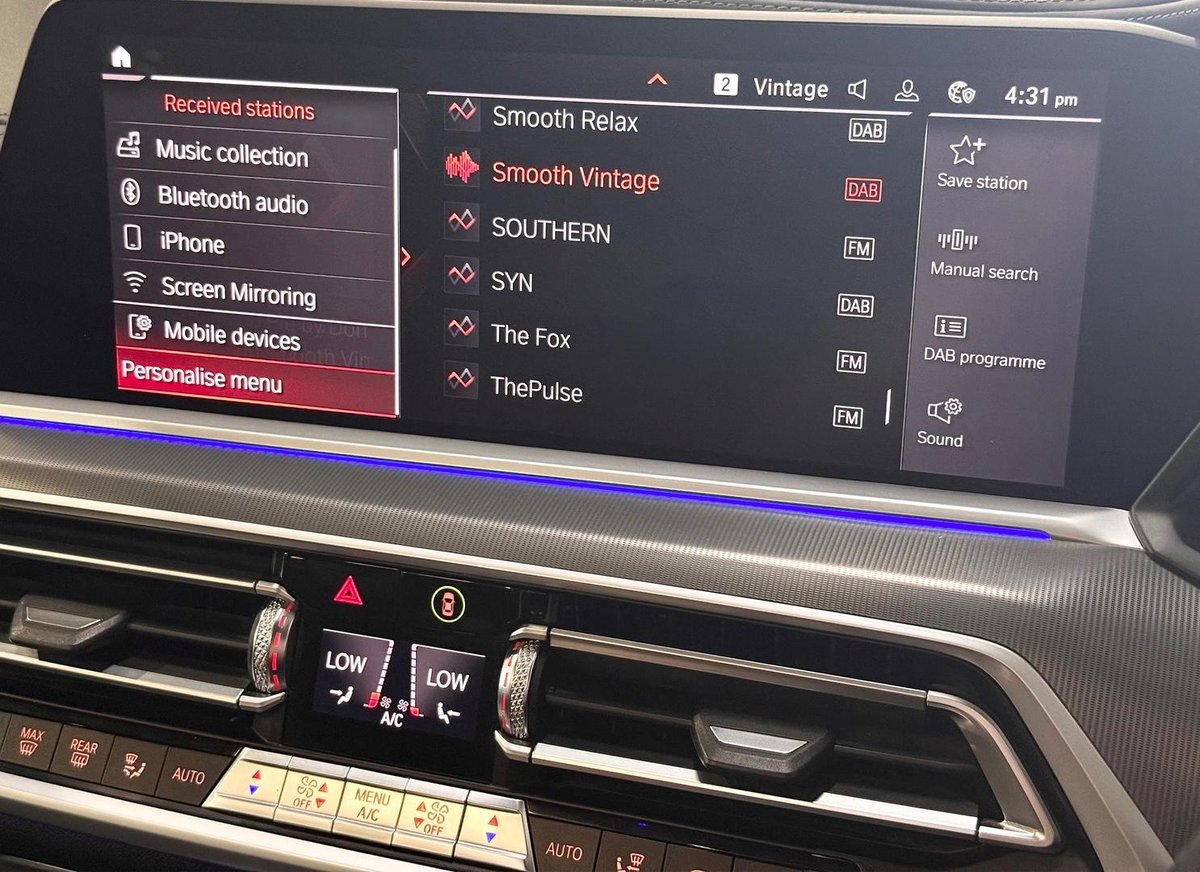 2 Vintage 4:31 pm
Received stations
Music collection
Bluetooth audio
iPhone
Screen Mirroring
Mobile devices
Personalise menu
Smooth Relax DAB
Smooth Vintage DAB
SOUTHERN FM
SYN DAB
The Fox FM
ThePulse FM
Save station
Manual search
DAB programme
Sound
LOW LOW
A/C
MAX
REAR
AUTO
OFF
MENU
A/C
OFF
AUTO